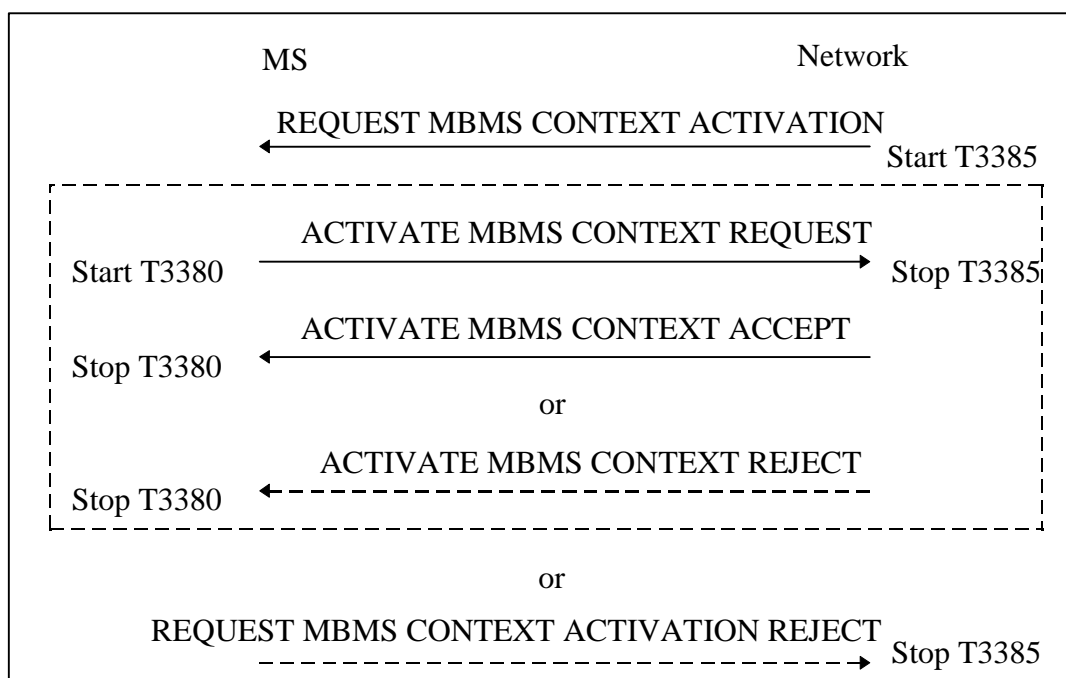 MS Network
REQUEST MBMS CONTEXT ACTIVATION
Start T3385
ACTIVATE MBMS CONTEXT REQUEST
Start T3380 Stop T3385
ACTIVATE MBMS CONTEXT ACCEPT
Stop T3380
or
ACTIVATE MBMS CONTEXT REJECT
Stop T3380
or
REQUEST MBMS CONTEXT ACTIVATION REJECT
Stop T3385